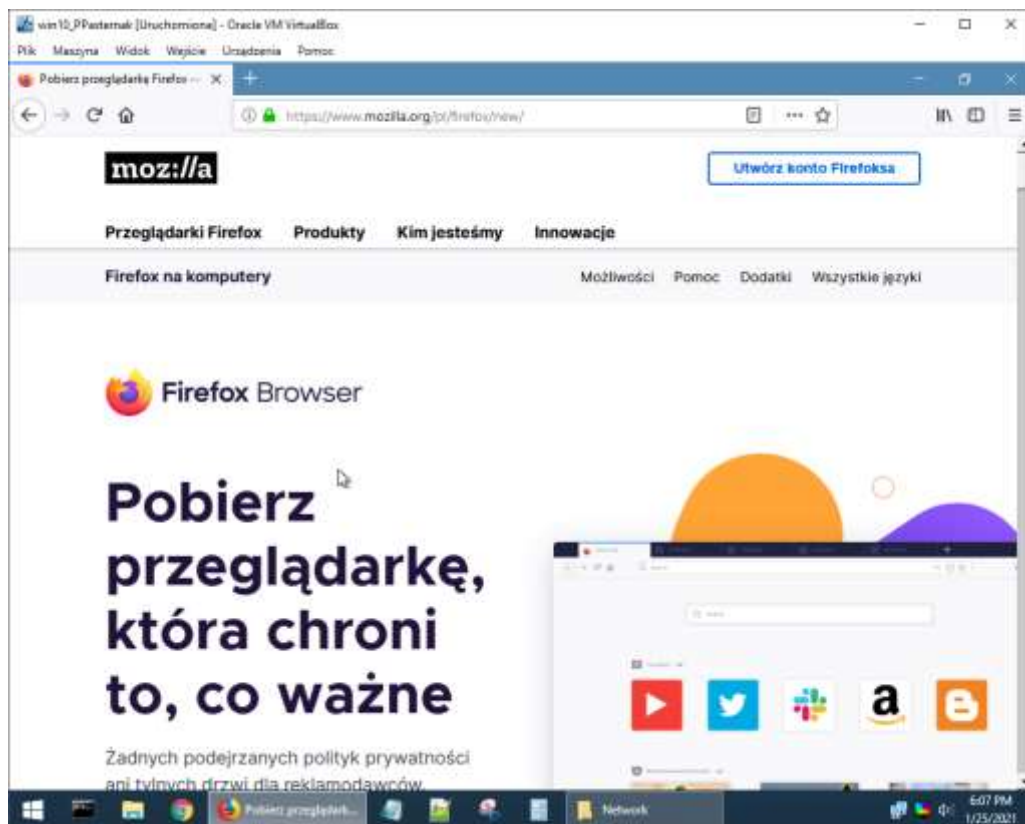 win10_PPasternak [Uruchomiona] - Oracle VM VirtualBox
Plik Maszyna Widok Wejście Urządzenia Pomoc
Pobierz przeglądarkę Firefox —
https://www.mozilla.org/pl/firefox/new/
moz://a
Utwórz konto Firefoksa
Przeglądarki Firefox Produkty Kim jesteśmy Innowacje
Firefox na komputery
Możliwości Pomoc Dodatki Wszystkie języki
Firefox Browser
Pobierz
przeglądarkę,
która chroni
to, co ważne
Żadnych podejrzanych polityk prywatności
ani tylnych drzwi dla reklamodawców.
Pobierz przeglądark...
Network
6:07 PM
1/25/2021